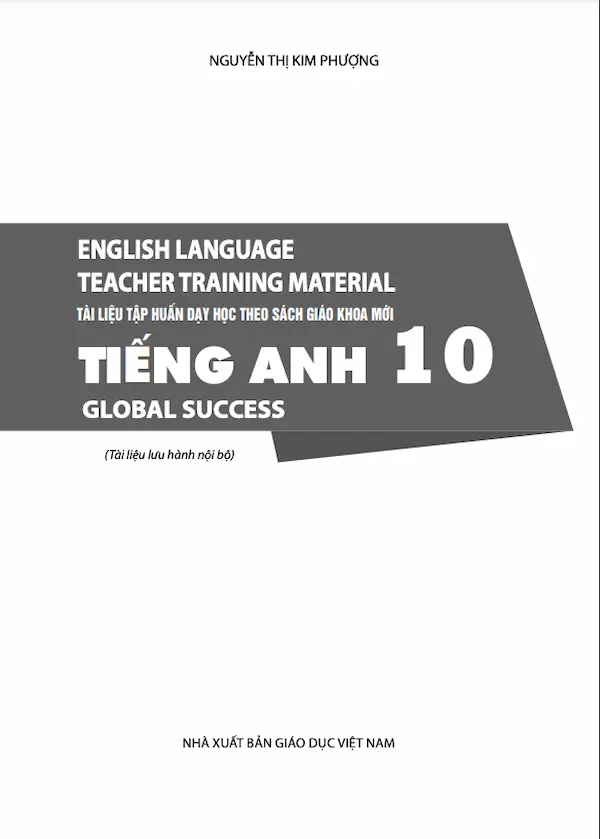 NGUYỄN THỊ KIM PHƯỢNG
ENGLISH LANGUAGE
TEACHER TRAINING MATERIAL
TÀI LIỆU TẬP HUẤN DẠY HỌC THEO SÁCH GIÁO KHOA MỚI
TIẾNG ANH 10
GLOBAL SUCCESS
(Tài liệu lưu hành nội bộ)
NHÀ XUẤT BẢN GIÁO DỤC VIỆT NAM